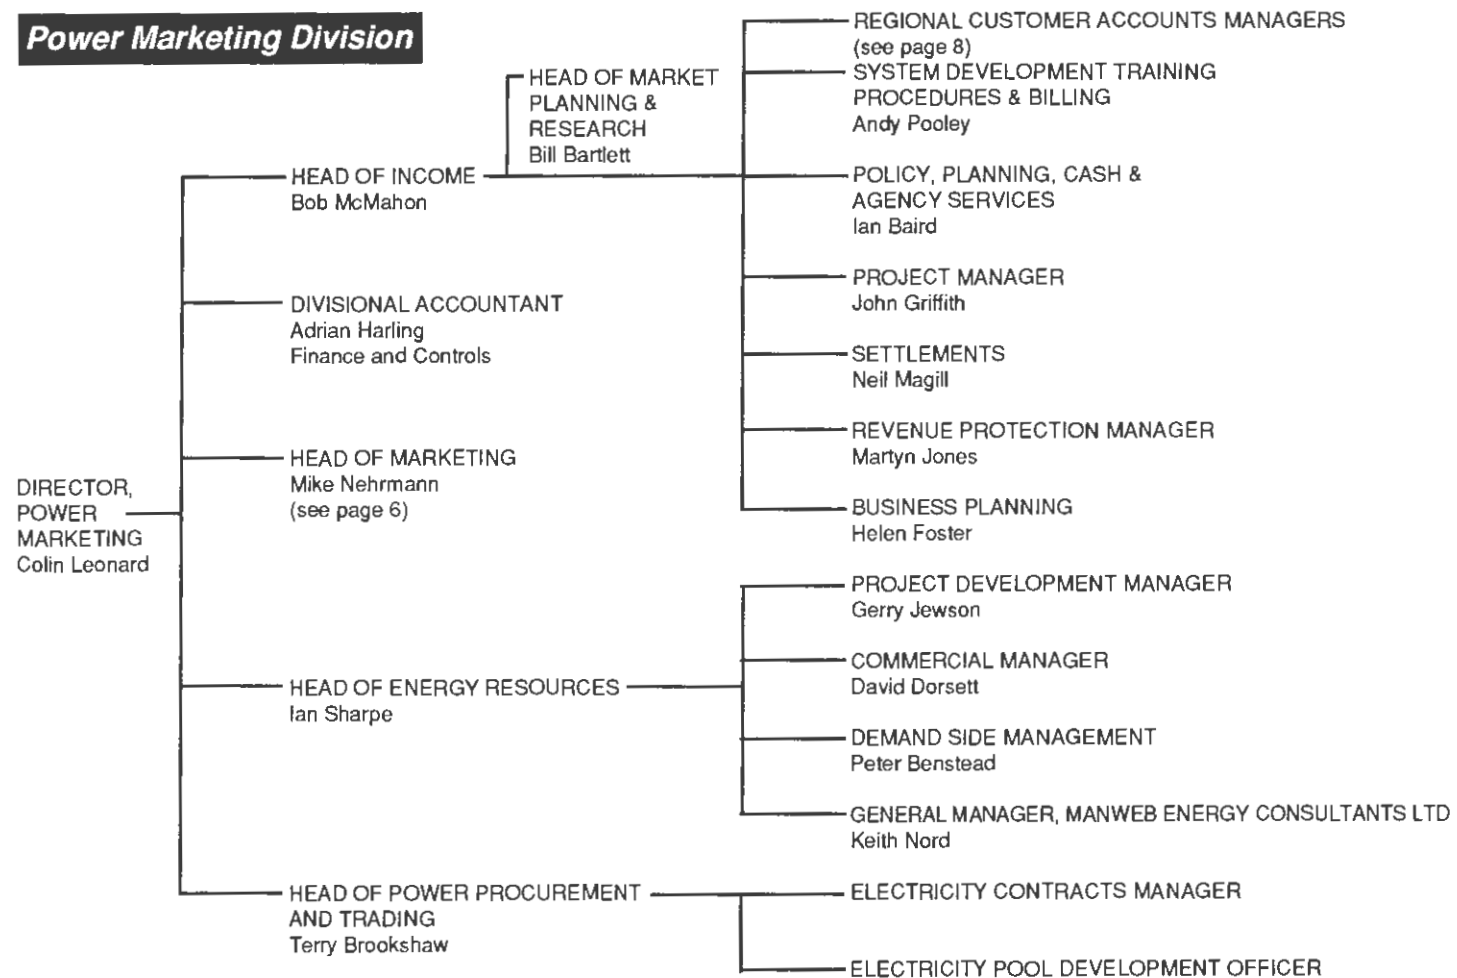 Power Marketing Division
DIRECTOR,
POWER
MARKETING
Colin Leonard
HEAD OF INCOME
Bob McMahon
HEAD OF MARKET
PLANNING &
RESEARCH
Bill Bartlett
REGIONAL CUSTOMER ACCOUNTS MANAGERS
(see page 8)
SYSTEM DEVELOPMENT TRAINING
PROCEDURES & BILLING
Andy Pooley
POLICY, PLANNING, CASH &
AGENCY SERVICES
Ian Baird
PROJECT MANAGER
John Griffith
SETTLEMENTS
Neil Magill
REVENUE PROTECTION MANAGER
Martyn Jones
BUSINESS PLANNING
Helen Foster
DIVISIONAL ACCOUNTANT
Adrian Harling
Finance and Controls
HEAD OF MARKETING
Mike Nehrmann
(see page 6)
HEAD OF ENERGY RESOURCES
Ian Sharpe
PROJECT DEVELOPMENT MANAGER
Gerry Jewson
COMMERCIAL MANAGER
David Dorsett
DEMAND SIDE MANAGEMENT
Peter Benstead
GENERAL MANAGER, MANWEB ENERGY CONSULTANTS LTD
Keith Nord
HEAD OF POWER PROCUREMENT
AND TRADING
Terry Brookshaw
ELECTRICITY CONTRACTS MANAGER
ELECTRICITY POOL DEVELOPMENT OFFICER